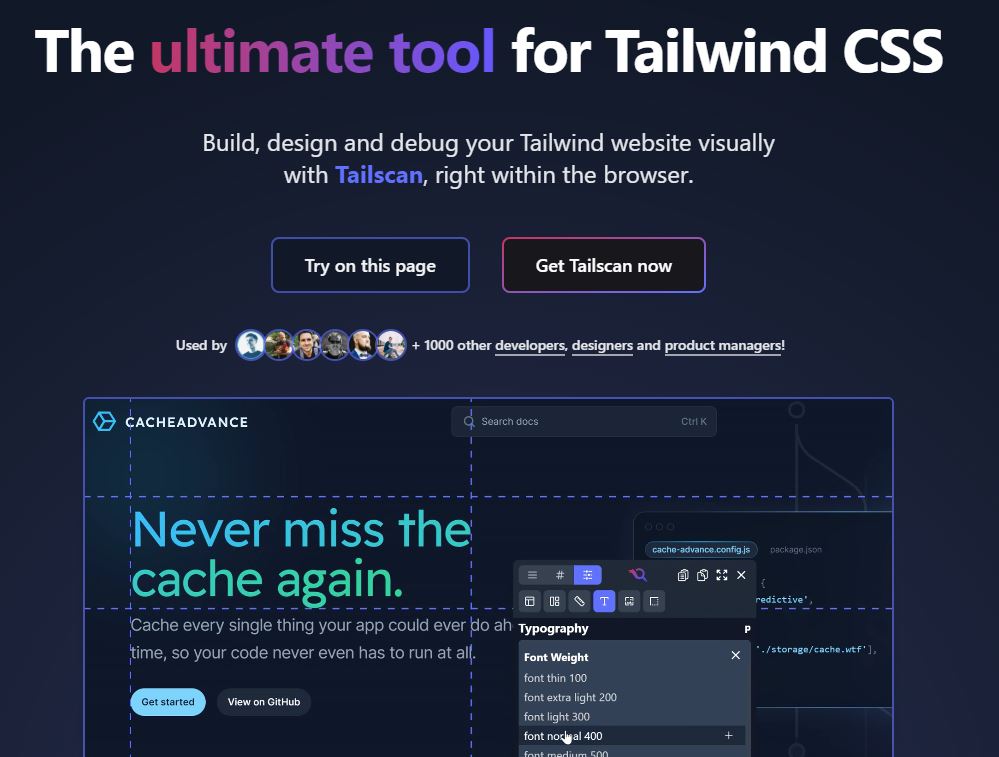 The ultimate tool for Tailwind CSS
Build, design and debug your Tailwind website visually
with Tailscan, right within the browser.
Try on this page
Get Tailscan now
Used by + 1000 other developers, designers and product managers!
CACHEADVANCE
Search docs
Ctrl K
Never miss the
cache again.
Cache every single thing your app could ever do ah
time, so your code never even has to run at all.
Get started
View on GitHub
cache-advance.config.js
package.json
{
redictive',
'./storage/cache.wtf'],
#
T
Typography
P
Font Weight
font thin 100
font extra light 200
font light 300
font normal 400
+
font medium 500